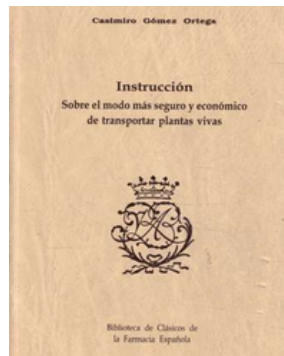 Casimiro Gómez Ortega
Instrucción
Sobre el modo más seguro y económico
de transportar plantas vivas
Biblioteca de Clásicos de
la Farmacia Española